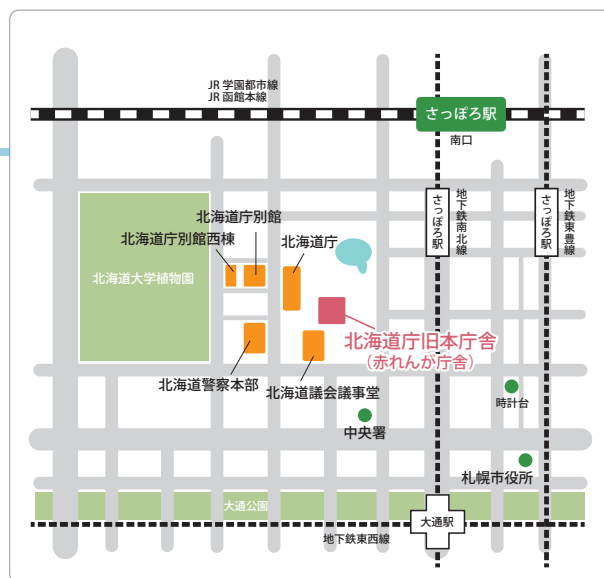 JR 学園都市線
JR 函館本線
さっぽろ駅
南口
さっぽろ駅
地下鉄南北線
さっぽろ駅
地下鉄東豊線
北海道庁別館
北海道庁別館西棟
北海道庁
北海道大学植物園
北海道庁旧本庁舎
（赤れんが庁舎）
北海道警察本部
北海道議会議事堂
時計台
中央署
札幌市役所
大通公園
大通駅
地下鉄東西線